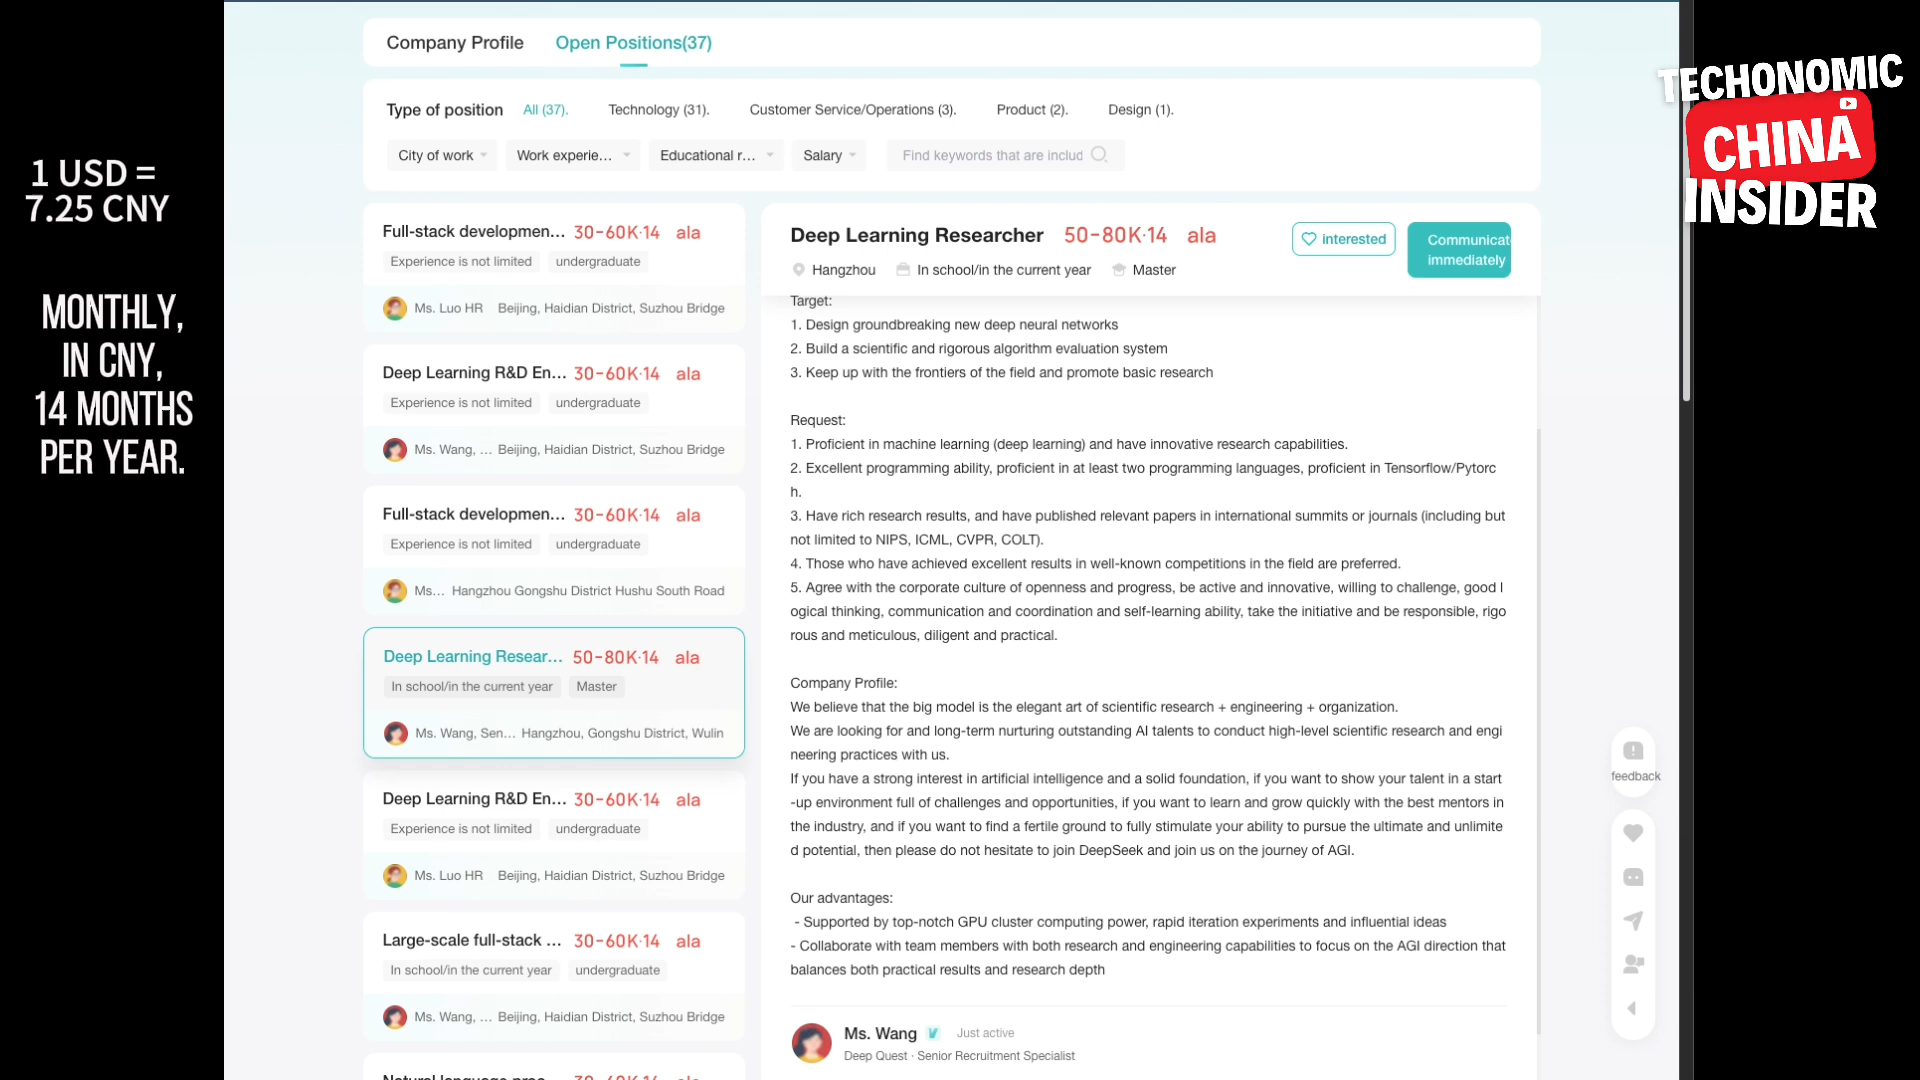 Company Profile
Open Positions(37)
Type of position
All (37).
Technology (31).
Customer Service/Operations (3).
Product (2).
Design (1).
City of work
Work experie...
Educational r...
Salary
Find keywords that are includ
1 USD =
7.25 CNY
MONTHLY,
IN CNY,
14 MONTHS
PER YEAR.
TECHONOMIC
CHINA
INSIDER
Full-stack developmen... 30-60K·14 ala
Experience is not limited undergraduate
Ms. Luo HR Beijing, Haidian District, Suzhou Bridge
Deep Learning R&D En... 30-60K·14 ala
Experience is not limited undergraduate
Ms. Wang, ... Beijing, Haidian District, Suzhou Bridge
Full-stack developmen... 30-60K·14 ala
Experience is not limited undergraduate
Ms... Hangzhou Gongshu District Hushu South Road
Deep Learning Resear... 50-80K·14 ala
In school/in the current year Master
Ms. Wang, Sen... Hangzhou, Gongshu District, Wulin
Deep Learning R&D En... 30-60K·14 ala
Experience is not limited undergraduate
Ms. Luo HR Beijing, Haidian District, Suzhou Bridge
Large-scale full-stack ... 30-60K·14 ala
In school/in the current year undergraduate
Ms. Wang, ... Beijing, Haidian District, Suzhou Bridge
Deep Learning Researcher 50-80K·14 ala
interested
Communicat
immediately
Hangzhou In school/in the current year Master
Target:
1. Design groundbreaking new deep neural networks
2. Build a scientific and rigorous algorithm evaluation system
3. Keep up with the frontiers of the field and promote basic research
Request:
1. Proficient in machine learning (deep learning) and have innovative research capabilities.
2. Excellent programming ability, proficient in at least two programming languages, proficient in Tensorflow/Pytorc
h.
3. Have rich research results, and have published relevant papers in international summits or journals (including but
not limited to NIPS, ICML, CVPR, COLT).
4. Those who have achieved excellent results in well-known competitions in the field are preferred.
5. Agree with the corporate culture of openness and progress, be active and innovative, willing to challenge, good l
ogical thinking, communication and coordination and self-learning ability, take the initiative and be responsible, rigo
rous and meticulous, diligent and practical.
Company Profile:
We believe that the big model is the elegant art of scientific research + engineering + organization.
We are looking for and long-term nurturing outstanding AI talents to conduct high-level scientific research and engi
neering practices with us.
If you have a strong interest in artificial intelligence and a solid foundation, if you want to show your talent in a start
-up environment full of challenges and opportunities, if you want to learn and grow quickly with the best mentors in
the industry, and if you want to find a fertile ground to fully stimulate your ability to pursue the ultimate and unlimite
d potential, then please do not hesitate to join DeepSeek and join us on the journey of AGI.
Our advantages:
- Supported by top-notch GPU cluster computing power, rapid iteration experiments and influential ideas
- Collaborate with team members with both research and engineering capabilities to focus on the AGI direction that
balances both practical results and research depth
Ms. Wang Just active
Deep Quest · Senior Recruitment Specialist
feedback